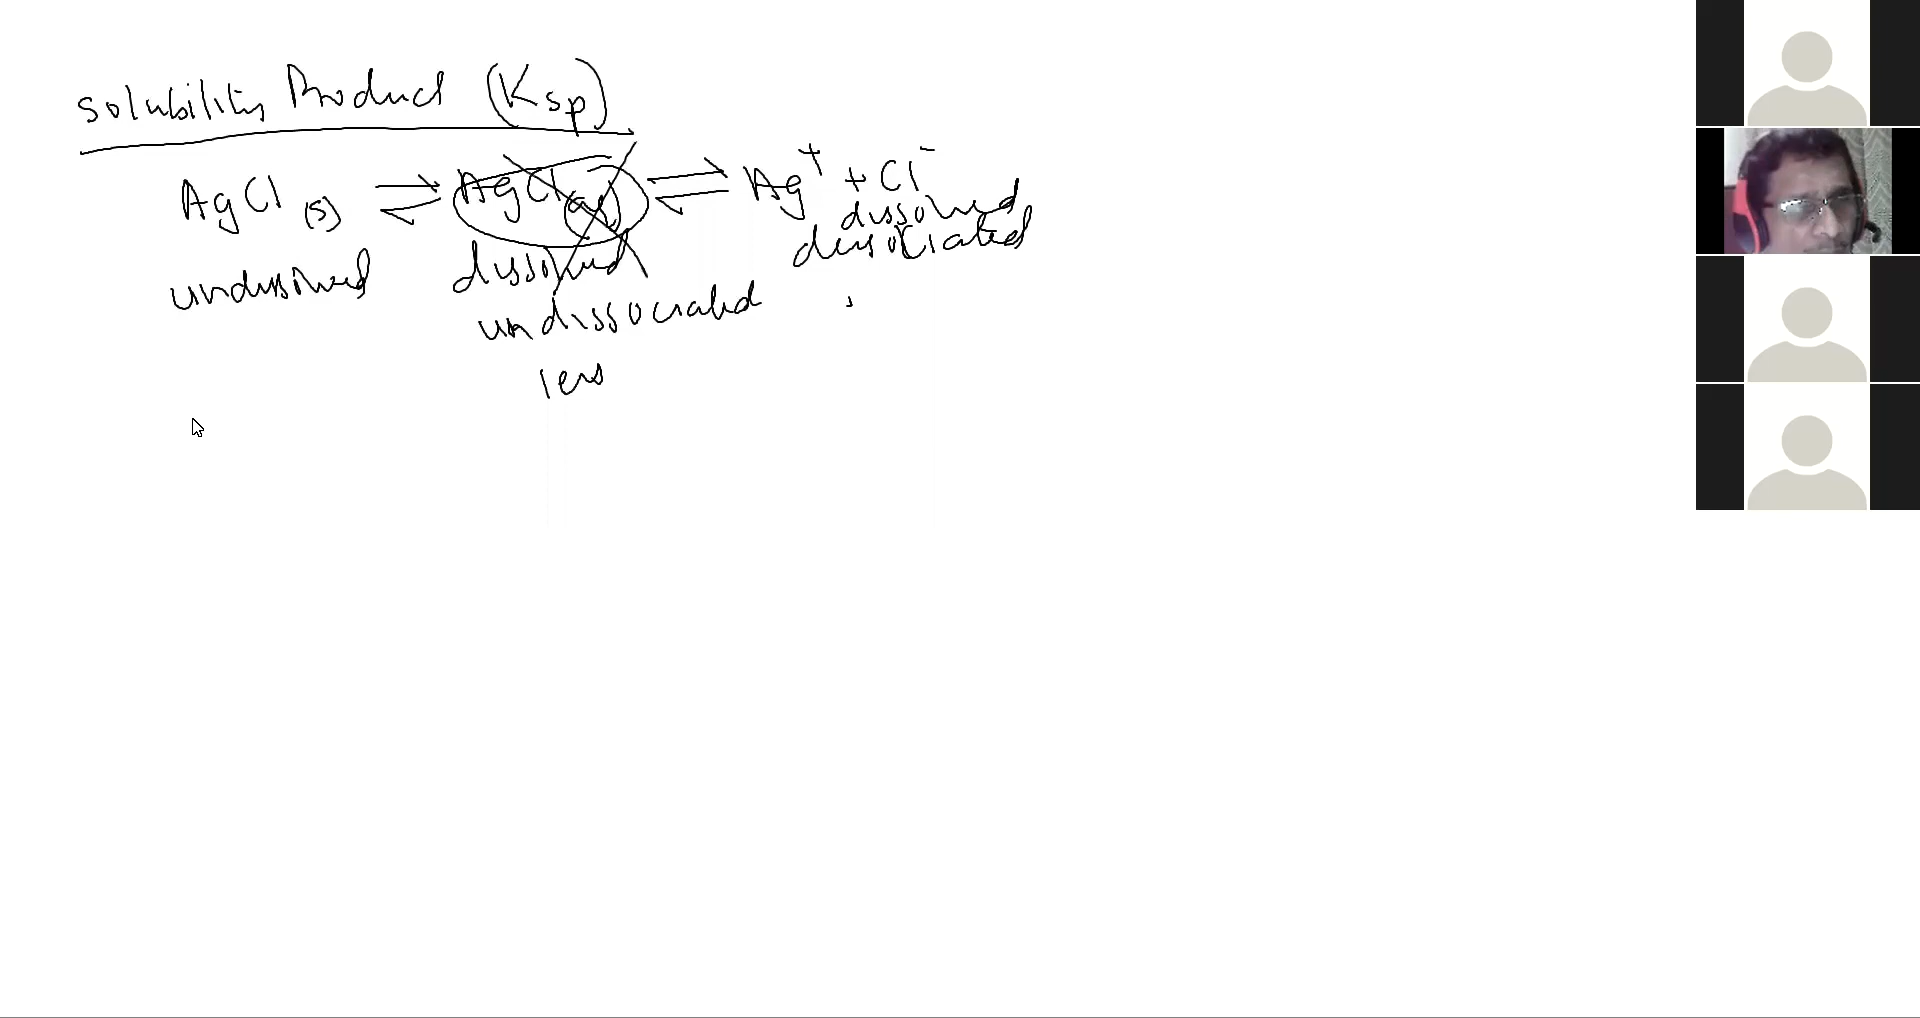 solubility Product (Ksp)
AgCl (s) ⇌ AgCl aq ⇌ Ag⁺ + Cl⁻
undissolved dissolved dissolved
undissociated dissociated
less